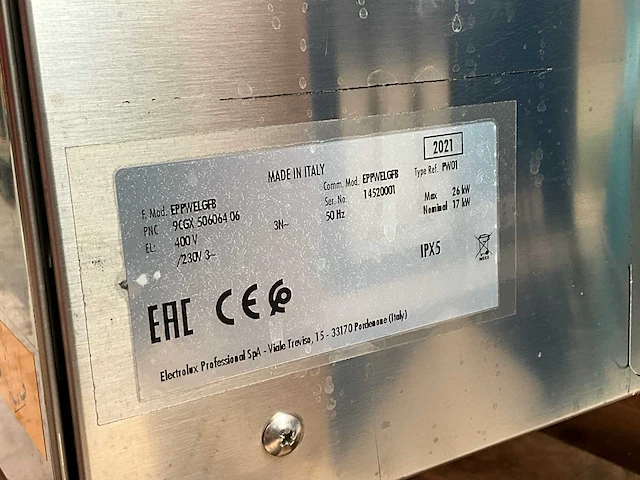 2021
MADE IN ITALY
F. Mod. EPPWELGFB
Comm. Mod. EPPWELGFB
Type Ref. PW01
PNC 9CGX 506064 06
Ser. No. 14520001
EL: 400 V 3N~ 50 Hz
Max 26 kW
/230V 3~
Nominal 17 kW
IPX5
EAC CE
Electrolux Professional SpA - Viale Treviso, 15 - 33170 Pordenone (Italy)